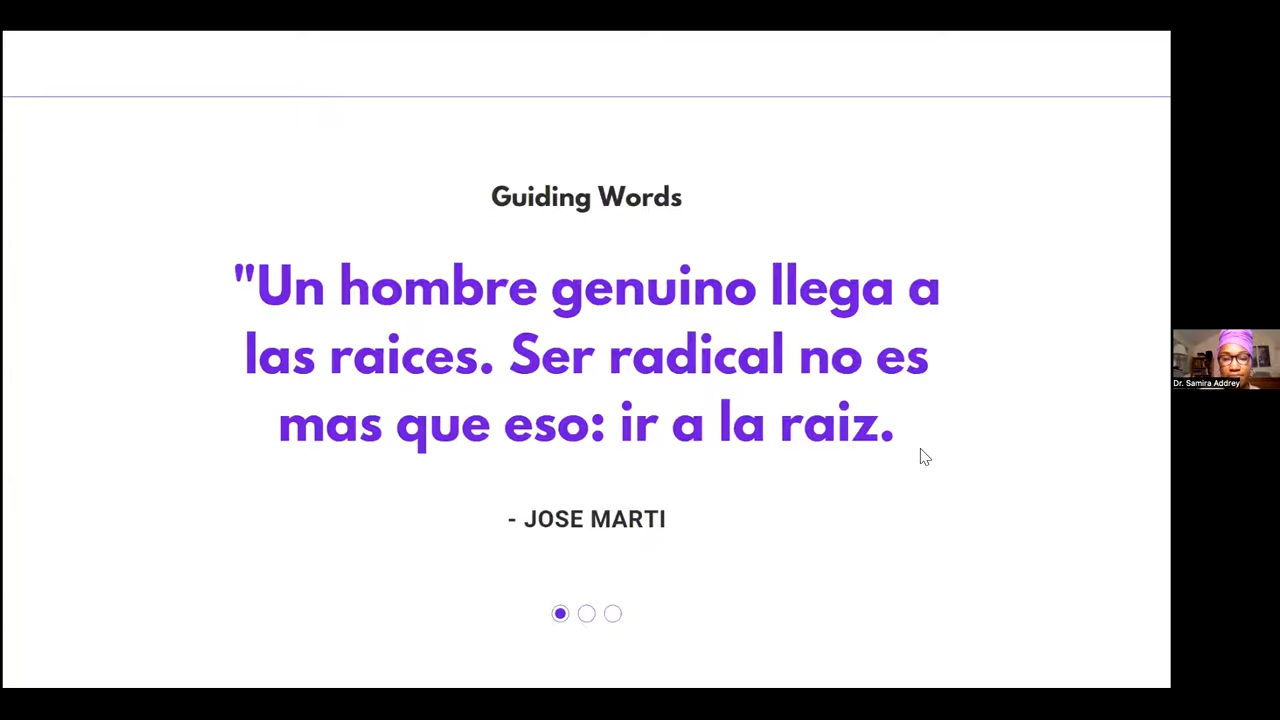 Guiding Words
"Un hombre genuino llega a
las raices. Ser radical no es
mas que eso: ir a la raiz.
- JOSE MARTI
Dr. Samira Addrey